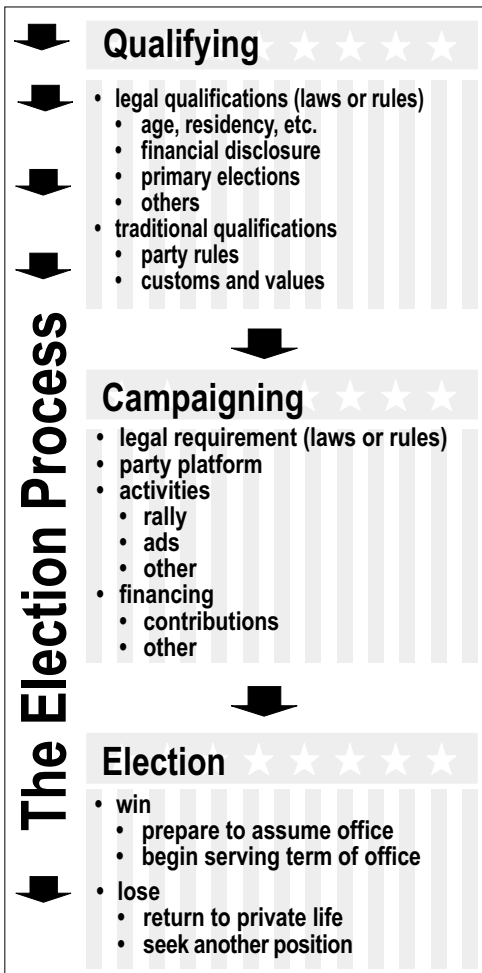 The Election Process
Qualifying
• legal qualifications (laws or rules)
• age, residency, etc.
• financial disclosure
• primary elections
• others
• traditional qualifications
• party rules
• customs and values
Campaigning
• legal requirement (laws or rules)
• party platform
• activities
• rally
• ads
• other
• financing
• contributions
• other
Election
• win
• prepare to assume office
• begin serving term of office
• lose
• return to private life
• seek another position